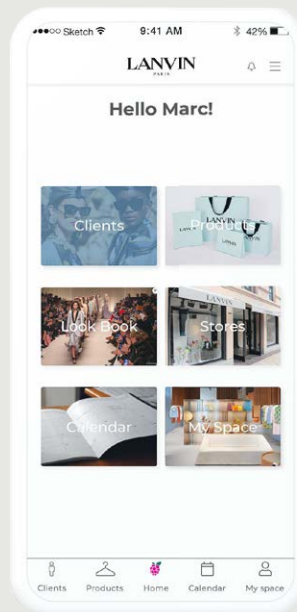 Sketch 9:41 AM 42%
LANVIN
PARIS
Hello Marc!
Clients
LANVIN
Products
Look Book
LANVIN
Stores
Calendar
My Space
Clients Products Home Calendar My space